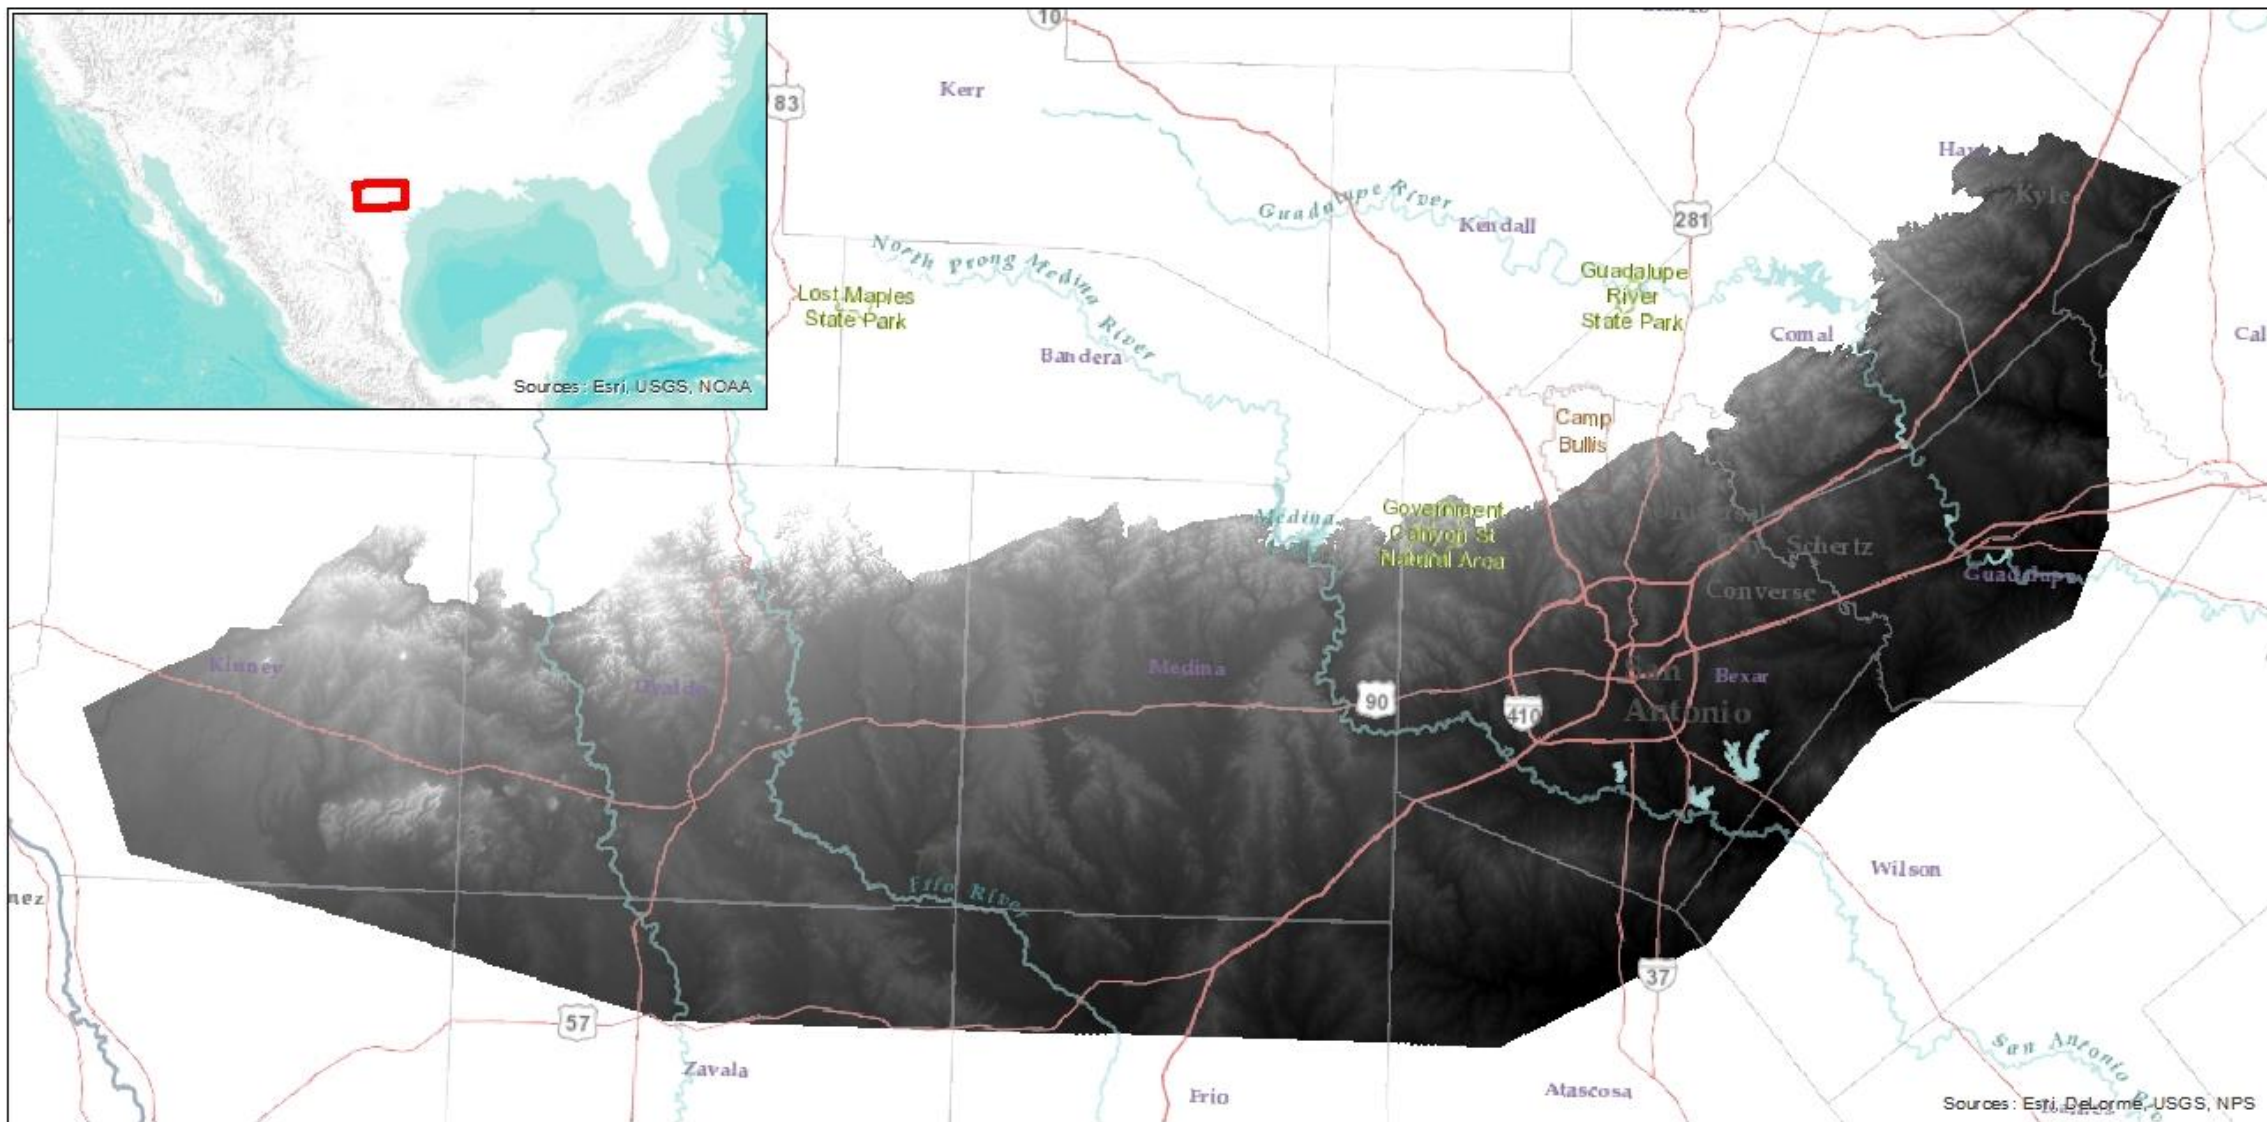 Sources: Esri, USGS, NOAA
10
83
Kerr
Guadalupe River
Kendall
281
Kyle
North Prong Medina River
Lost Maples
State Park
Guadalupe
River
State Park
Comal
Cal
Bandera
Camp
Bullis
Medina
Government
Canyon St
Natural Area
Schertz
Guadalupe
Converse
Kinney
Uvalde
Medina
San
Antonio
Bexar
90
410
nez
Frio River
Wilson
37
57
Zavala
Frio
Atascosa
San Antonio
Sources: Esri, DeLorme, USGS, NPS